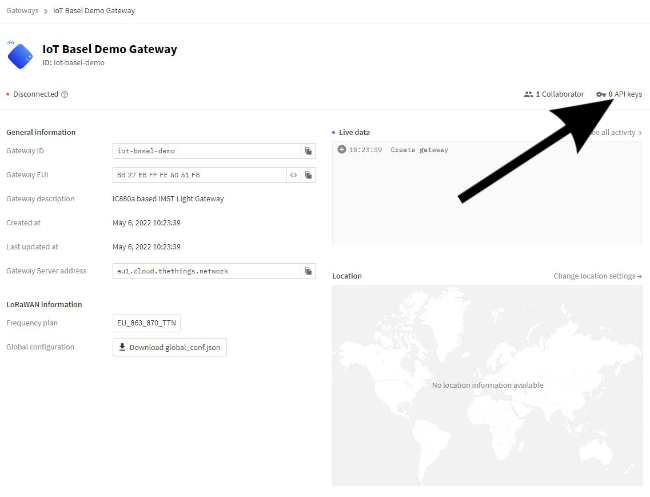 Gateways > IoT Basel Demo Gateway
IoT Basel Demo Gateway
ID: iot-basel-demo
Disconnected
1 Collaborator
0 API keys
General information
Gateway ID
iot-basel-demo
Gateway EUI
B8 27 EB FF FE 60 61 F8
Gateway description
iC880a based IMST Light Gateway
Created at
May 6, 2022 10:23:39
Last updated at
May 6, 2022 10:23:39
Gateway Server address
eu1.cloud.thethings.network
LoRaWAN information
Frequency plan
EU_863_870_TTN
Global configuration
Download global_conf.json
Live data
all activity →
10:23:39 Create gateway
Location
Change location settings →
No location information available